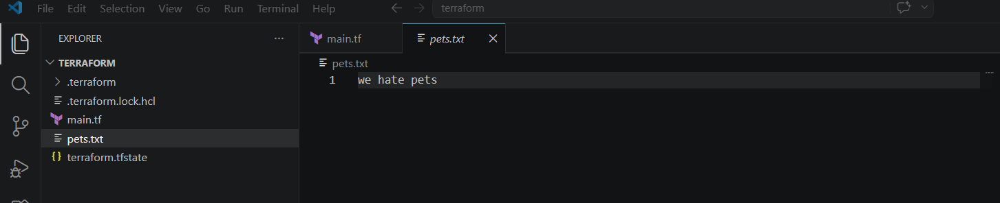 File Edit Selection View Go Run Terminal Help
terraform
EXPLORER
TERRAFORM
.terraform
.terraform.lock.hcl
main.tf
pets.txt
terraform.tfstate
main.tf
pets.txt
pets.txt
1 we hate pets